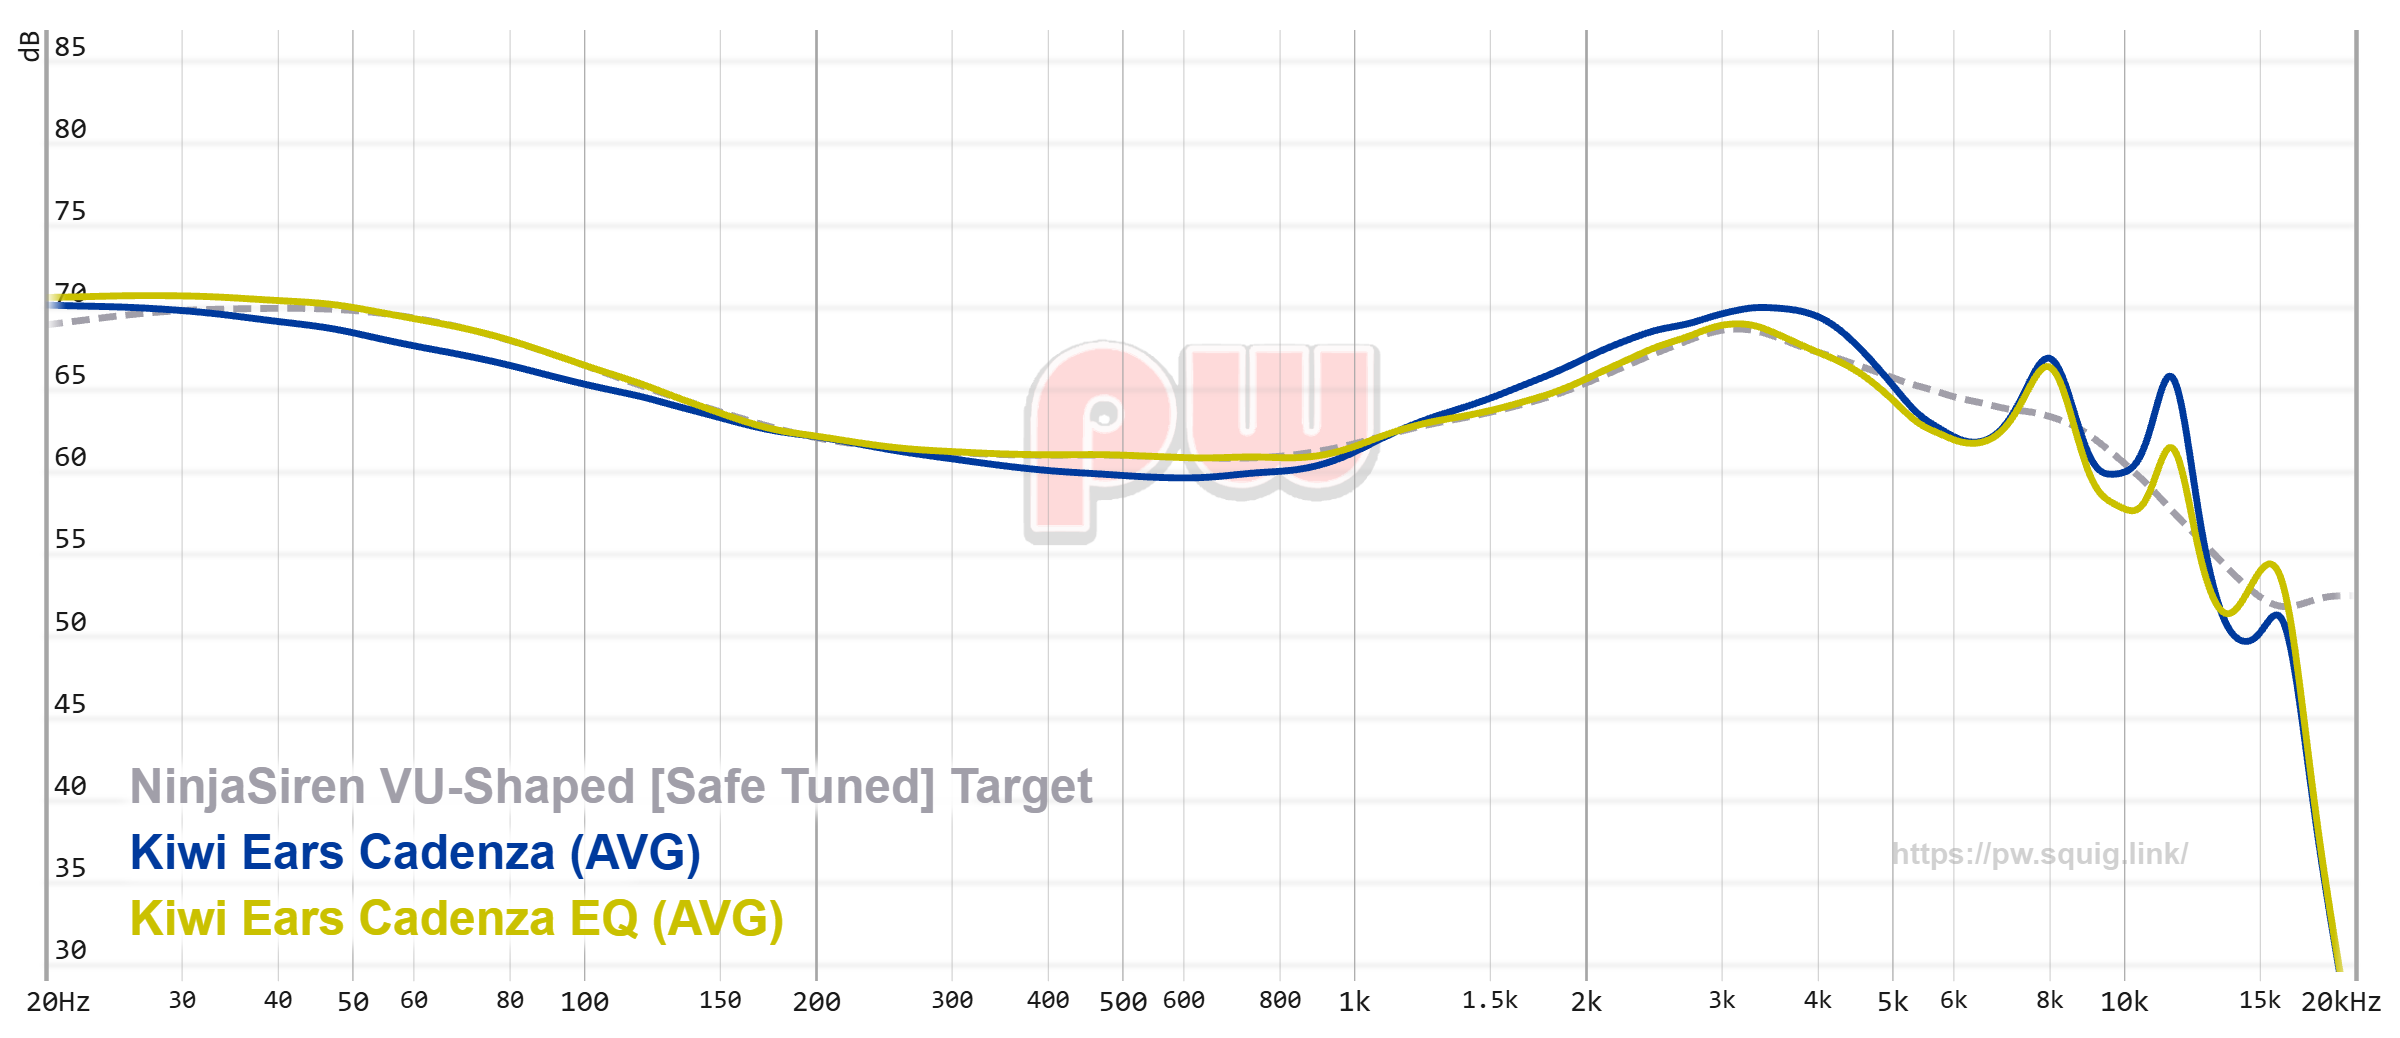 dB
85
80
75
70
65
60
55
50
45
40
35
30
pw
NinjaSiren VU-Shaped [Safe Tuned] Target
Kiwi Ears Cadenza (AVG)
Kiwi Ears Cadenza EQ (AVG)
https://pw.squig.link/
20Hz 30 40 50 60 80 100 150 200 300 400 500 600 800 1k 1.5k 2k 3k 4k 5k 6k 8k 10k 15k 20kHz